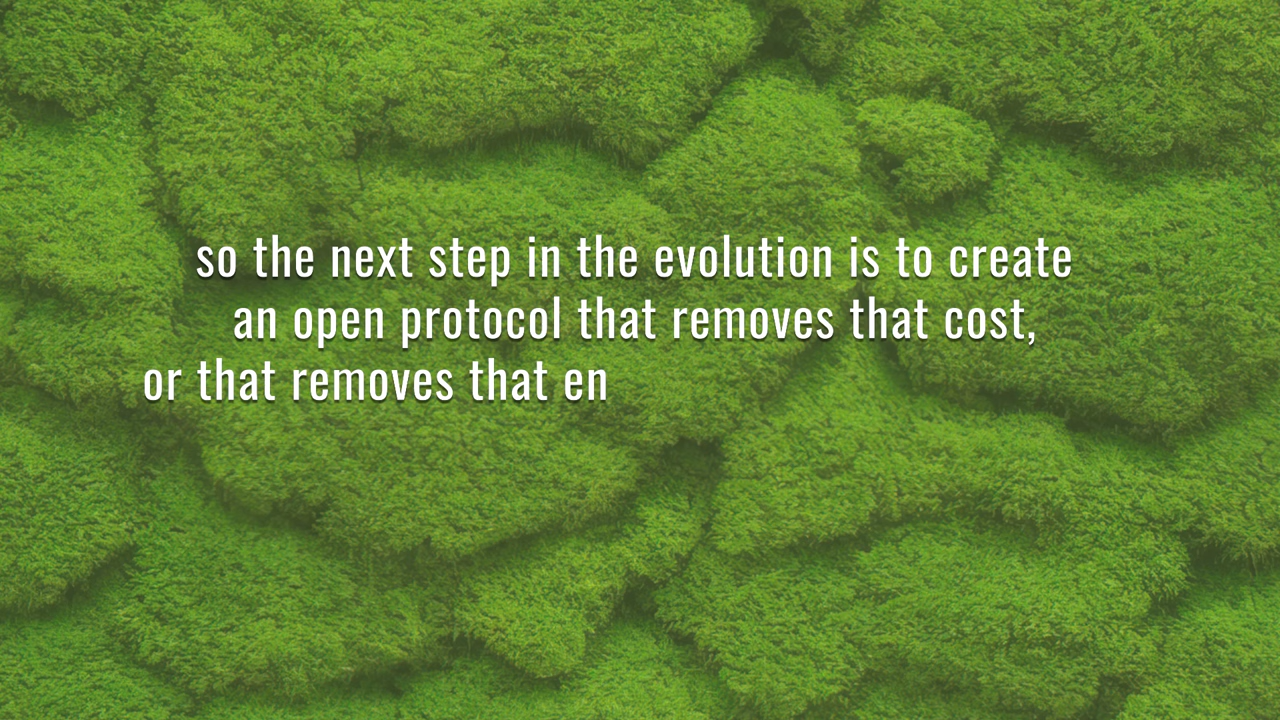 so the next step in the evolution is to create
an open protocol that removes that cost,
or that removes that en